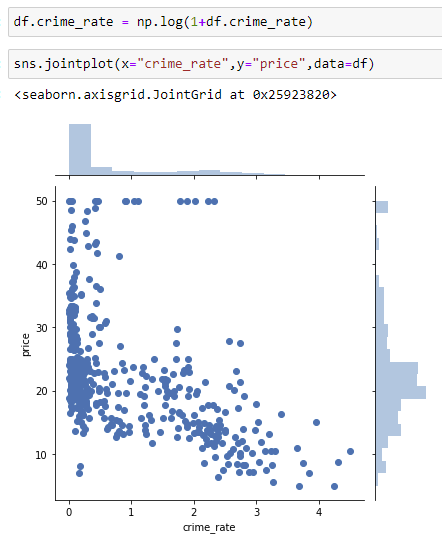 df.crime_rate = np.log(1+df.crime_rate)
sns.jointplot(x="crime_rate",y="price",data=df)
<seaborn.axisgrid.JointGrid at 0x25923820>
50
40
30
20
10
price
0 1 2 3 4
crime_rate